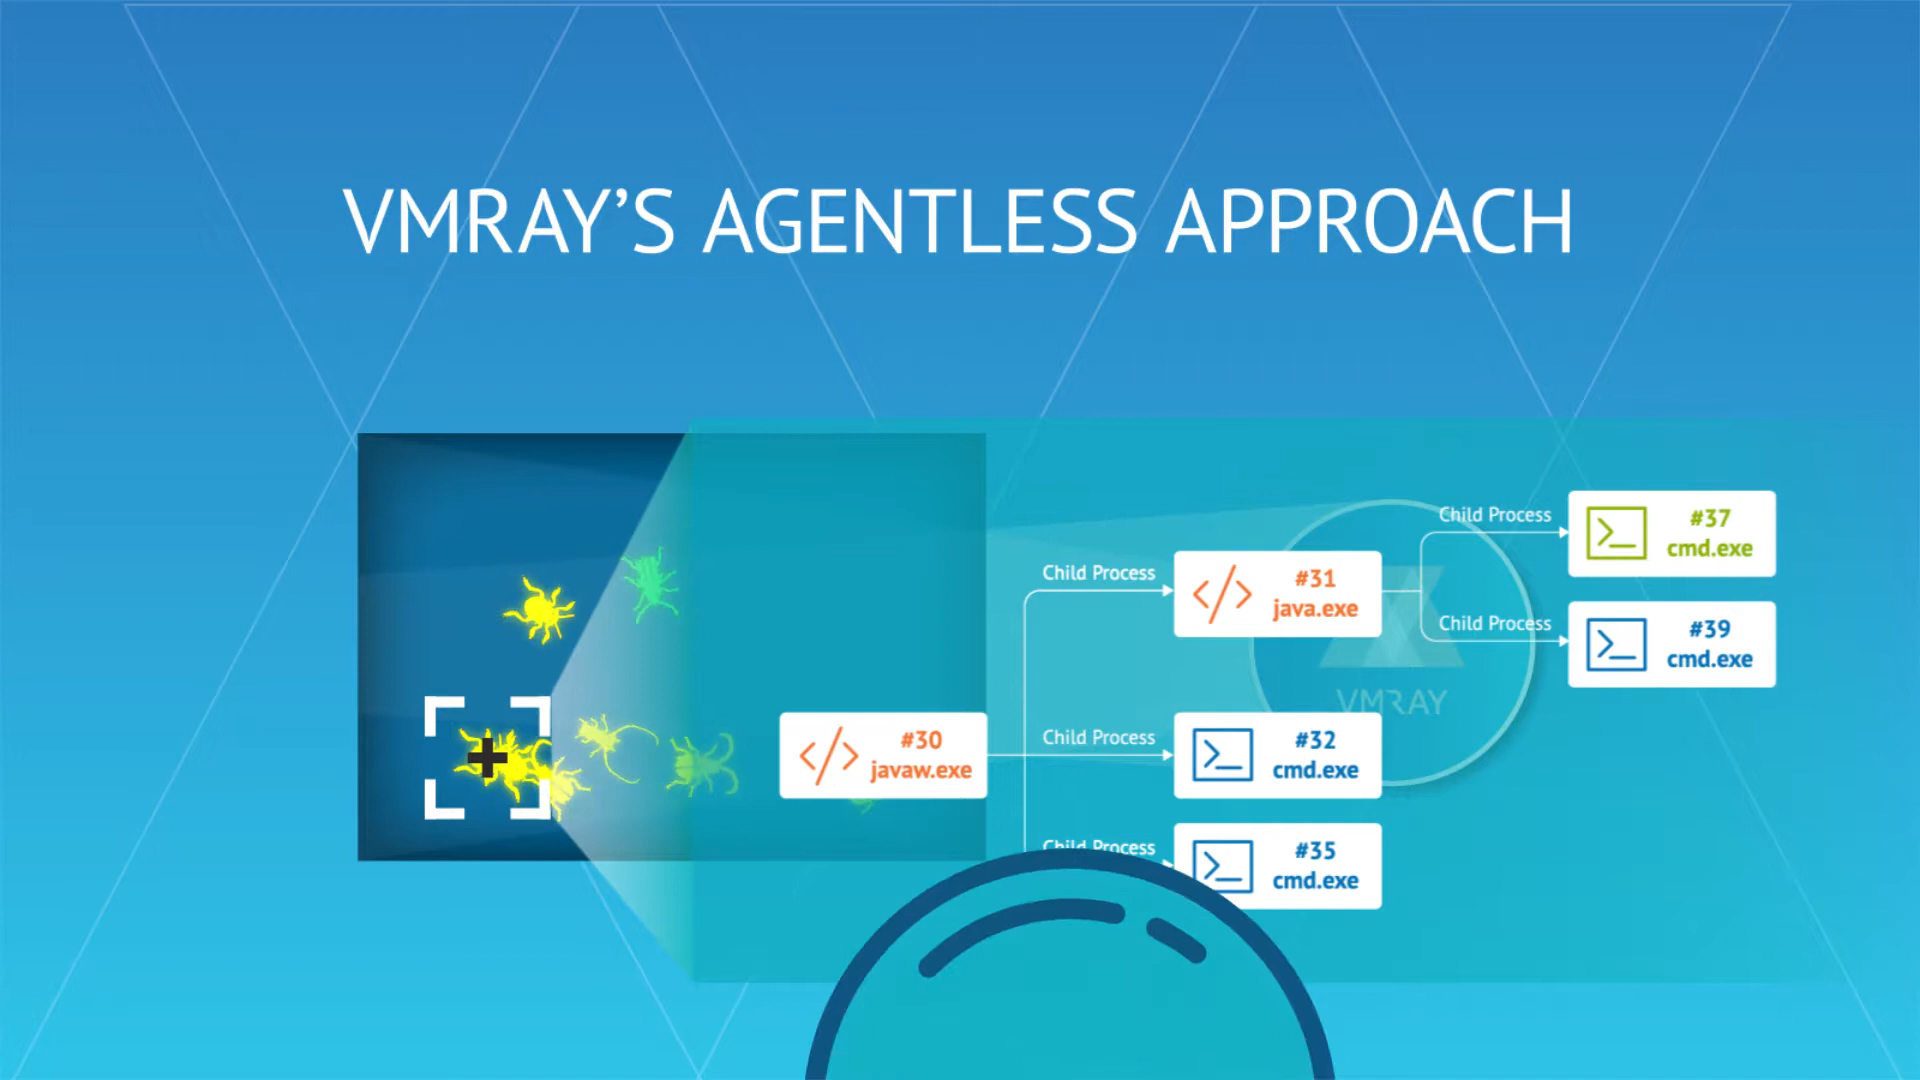 VMRAY’S AGENTLESS APPROACH
Child Process
#37
cmd.exe
Child Process
#31
java.exe
Child Process
#39
cmd.exe
VMRAY
#30
javaw.exe
Child Process
#32
cmd.exe
Child Process
#35
cmd.exe